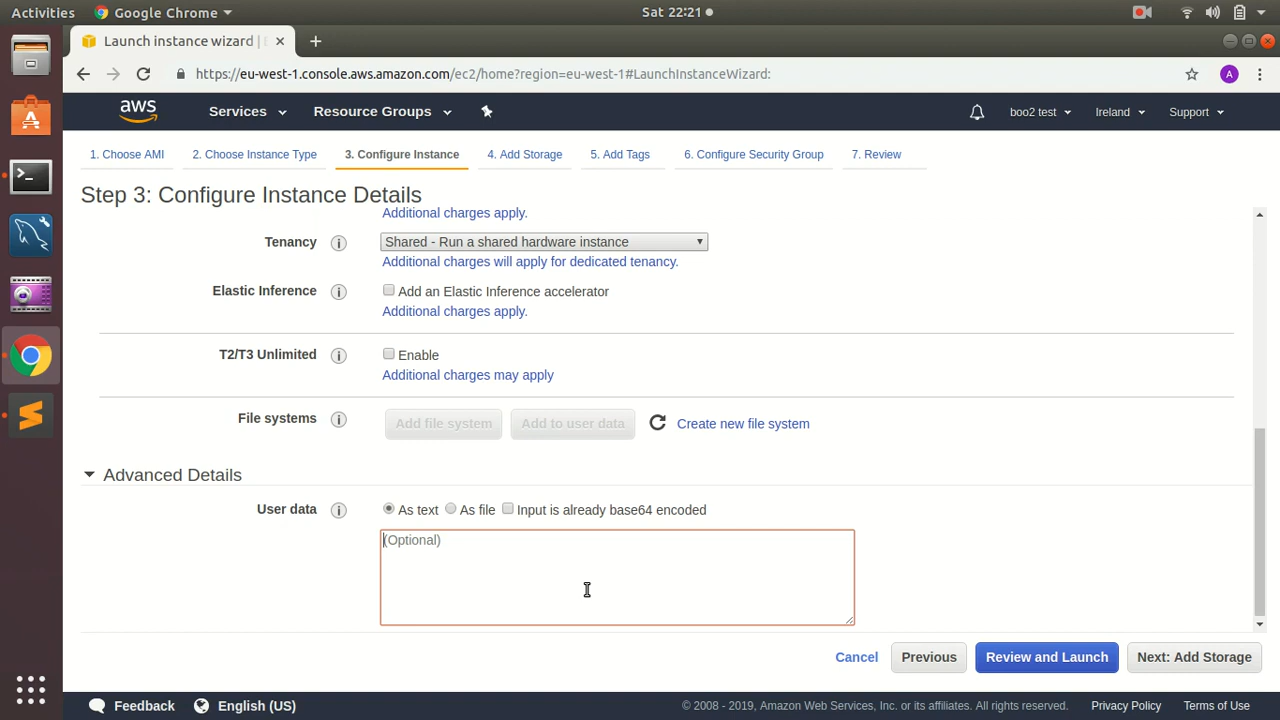 Activities
Google Chrome
Sat 22:21
Launch instance wizard |
https://eu-west-1.console.aws.amazon.com/ec2/home?region=eu-west-1#LaunchInstanceWizard:
A
aws
Services
Resource Groups
boo2 test
Ireland
Support
1. Choose AMI
2. Choose Instance Type
3. Configure Instance
4. Add Storage
5. Add Tags
6. Configure Security Group
7. Review
Step 3: Configure Instance Details
Additional charges apply.
Tenancy
Shared - Run a shared hardware instance
Additional charges will apply for dedicated tenancy.
Elastic Inference
Add an Elastic Inference accelerator
Additional charges apply.
T2/T3 Unlimited
Enable
Additional charges may apply
File systems
Add file system
Add to user data
Create new file system
Advanced Details
User data
As text
As file
Input is already base64 encoded
(Optional)
Cancel
Previous
Review and Launch
Next: Add Storage
Feedback
English (US)
© 2008 - 2019, Amazon Web Services, Inc. or its affiliates. All rights reserved.
Privacy Policy
Terms of Use